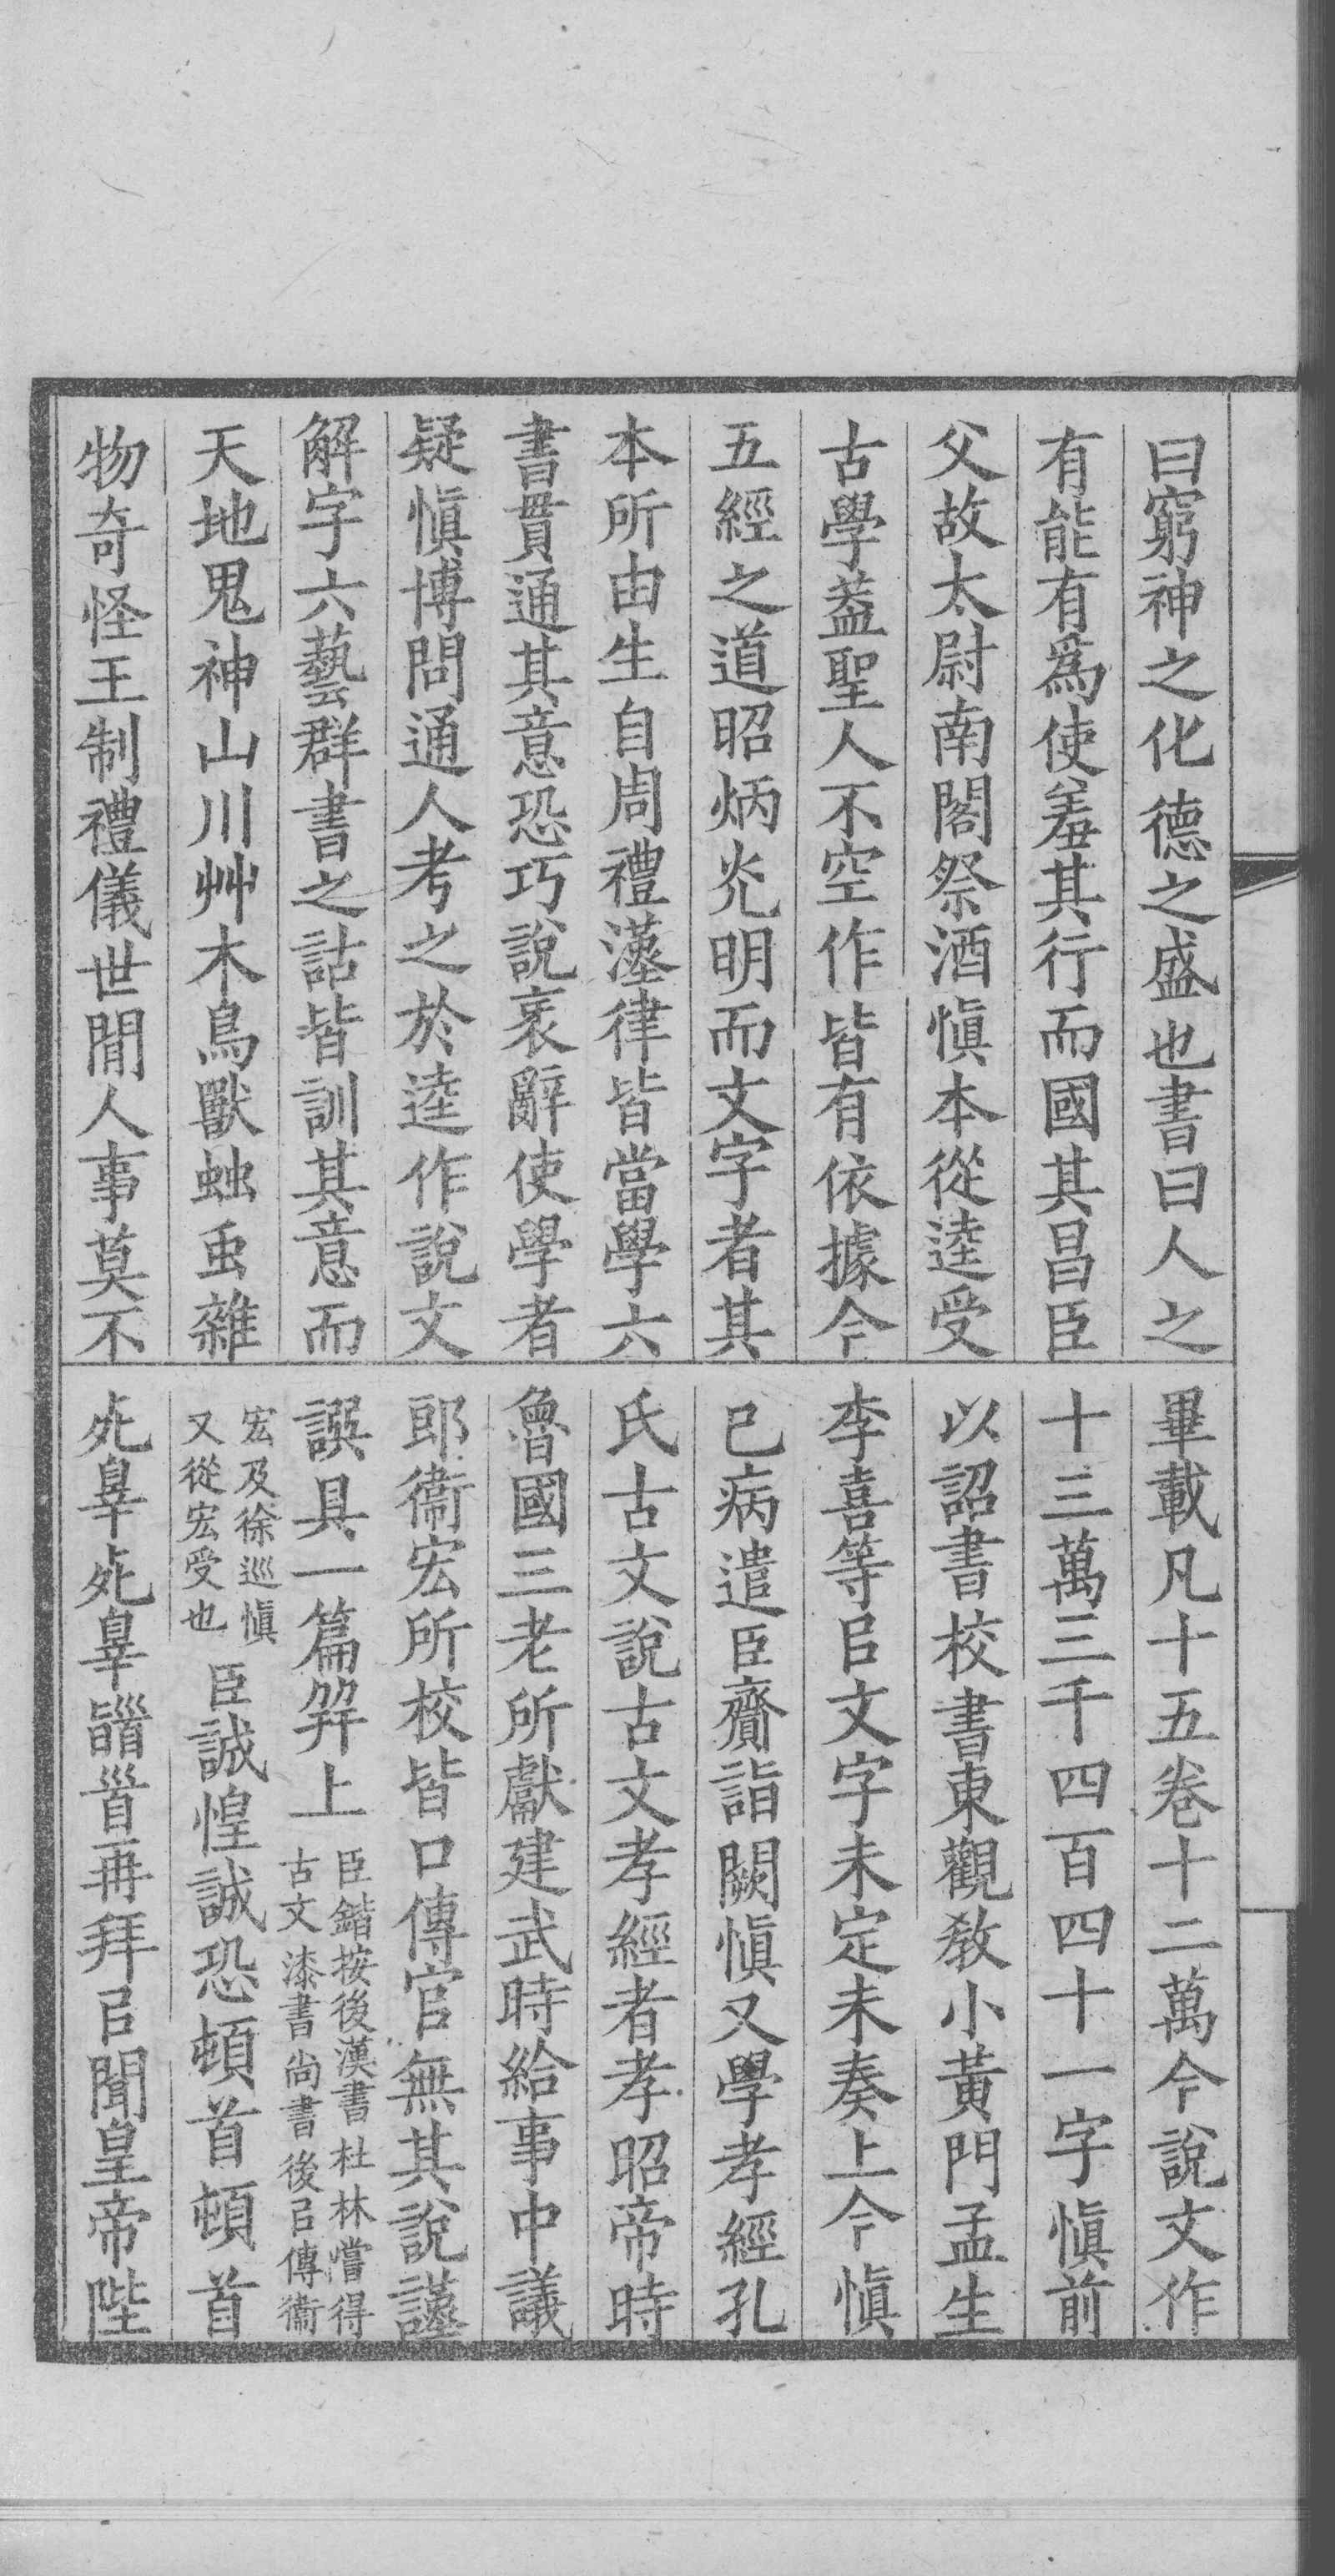 曰窮神之化德之盛也書曰人之
有能有爲使羞其行而國其昌臣
父故太尉南閣祭酒愼本從逵受
古學葢聖人不空作皆有依據今
五經之道昭炳炗明而文字者其
本所由生自周禮漢律皆當學六
書貫通其意恐巧說衺辭使學者
疑愼博問通人考之於逵作說文
解字六藝群書之詁皆訓其意而
天地鬼神山川艸木鳥獸䖵虫雜
物奇怪王制禮儀世閒人事莫不
畢載凡十五卷十二萬今說文作
十三萬三千四百四十一字愼前
以詔書校書東觀敎小黃門孟生
李喜等㠯文字未定未奏上今愼
已病遣臣齎詣闕愼又學孝經孔
氏古文說古文孝經者孝昭帝時
魯國三老所獻建武時給事中議
郎衞宏所校皆口傳官無其說謹
譔具一篇筓上臣鍇按後漢書杜林嘗得
古文漆書尚書後㠯傳衞
宏及徐巡愼
又從宏受也臣誠惶誠恐頓首頓首
死辠死辠䭫𩠐再拜㠯聞皇帝陛